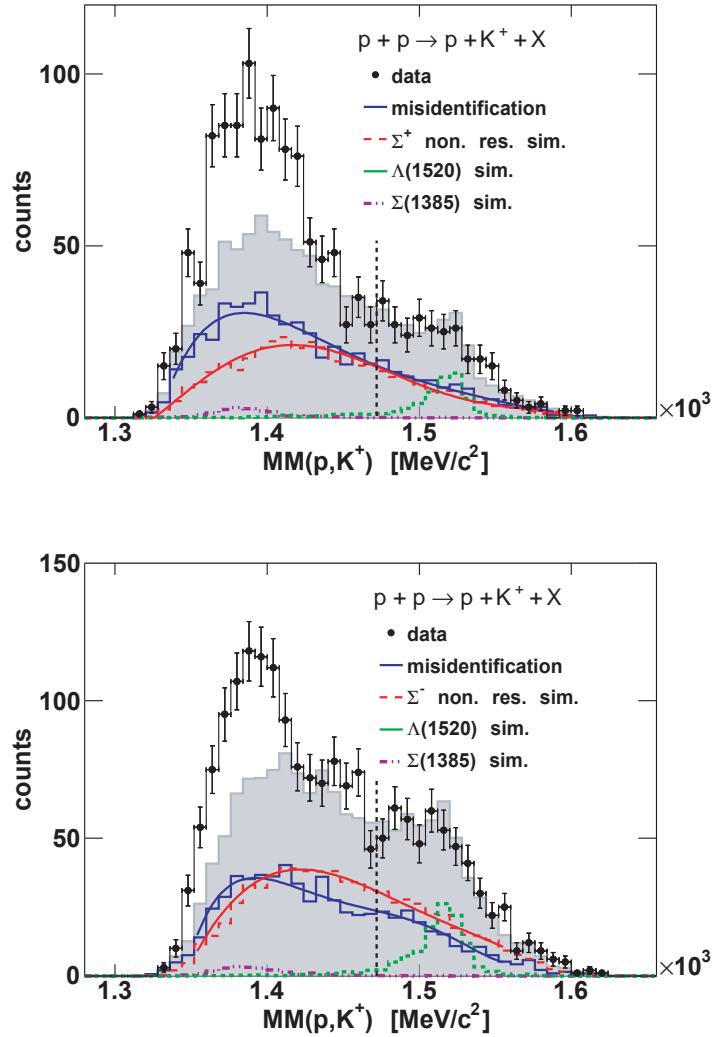 p + p → p + K⁺ + X
data
misidentification
Σ⁺ non. res. sim.
Λ(1520) sim.
Σ(1385) sim.
counts
100
50
0
1.3 1.4 1.5 1.6 ×10³
MM(p,K⁺) [MeV/c²]
p + p → p + K⁺ + X
data
misidentification
Σ⁻ non. res. sim.
Λ(1520) sim.
Σ(1385) sim.
counts
150
100
50
0
1.3 1.4 1.5 1.6 ×10³
MM(p,K⁺) [MeV/c²]